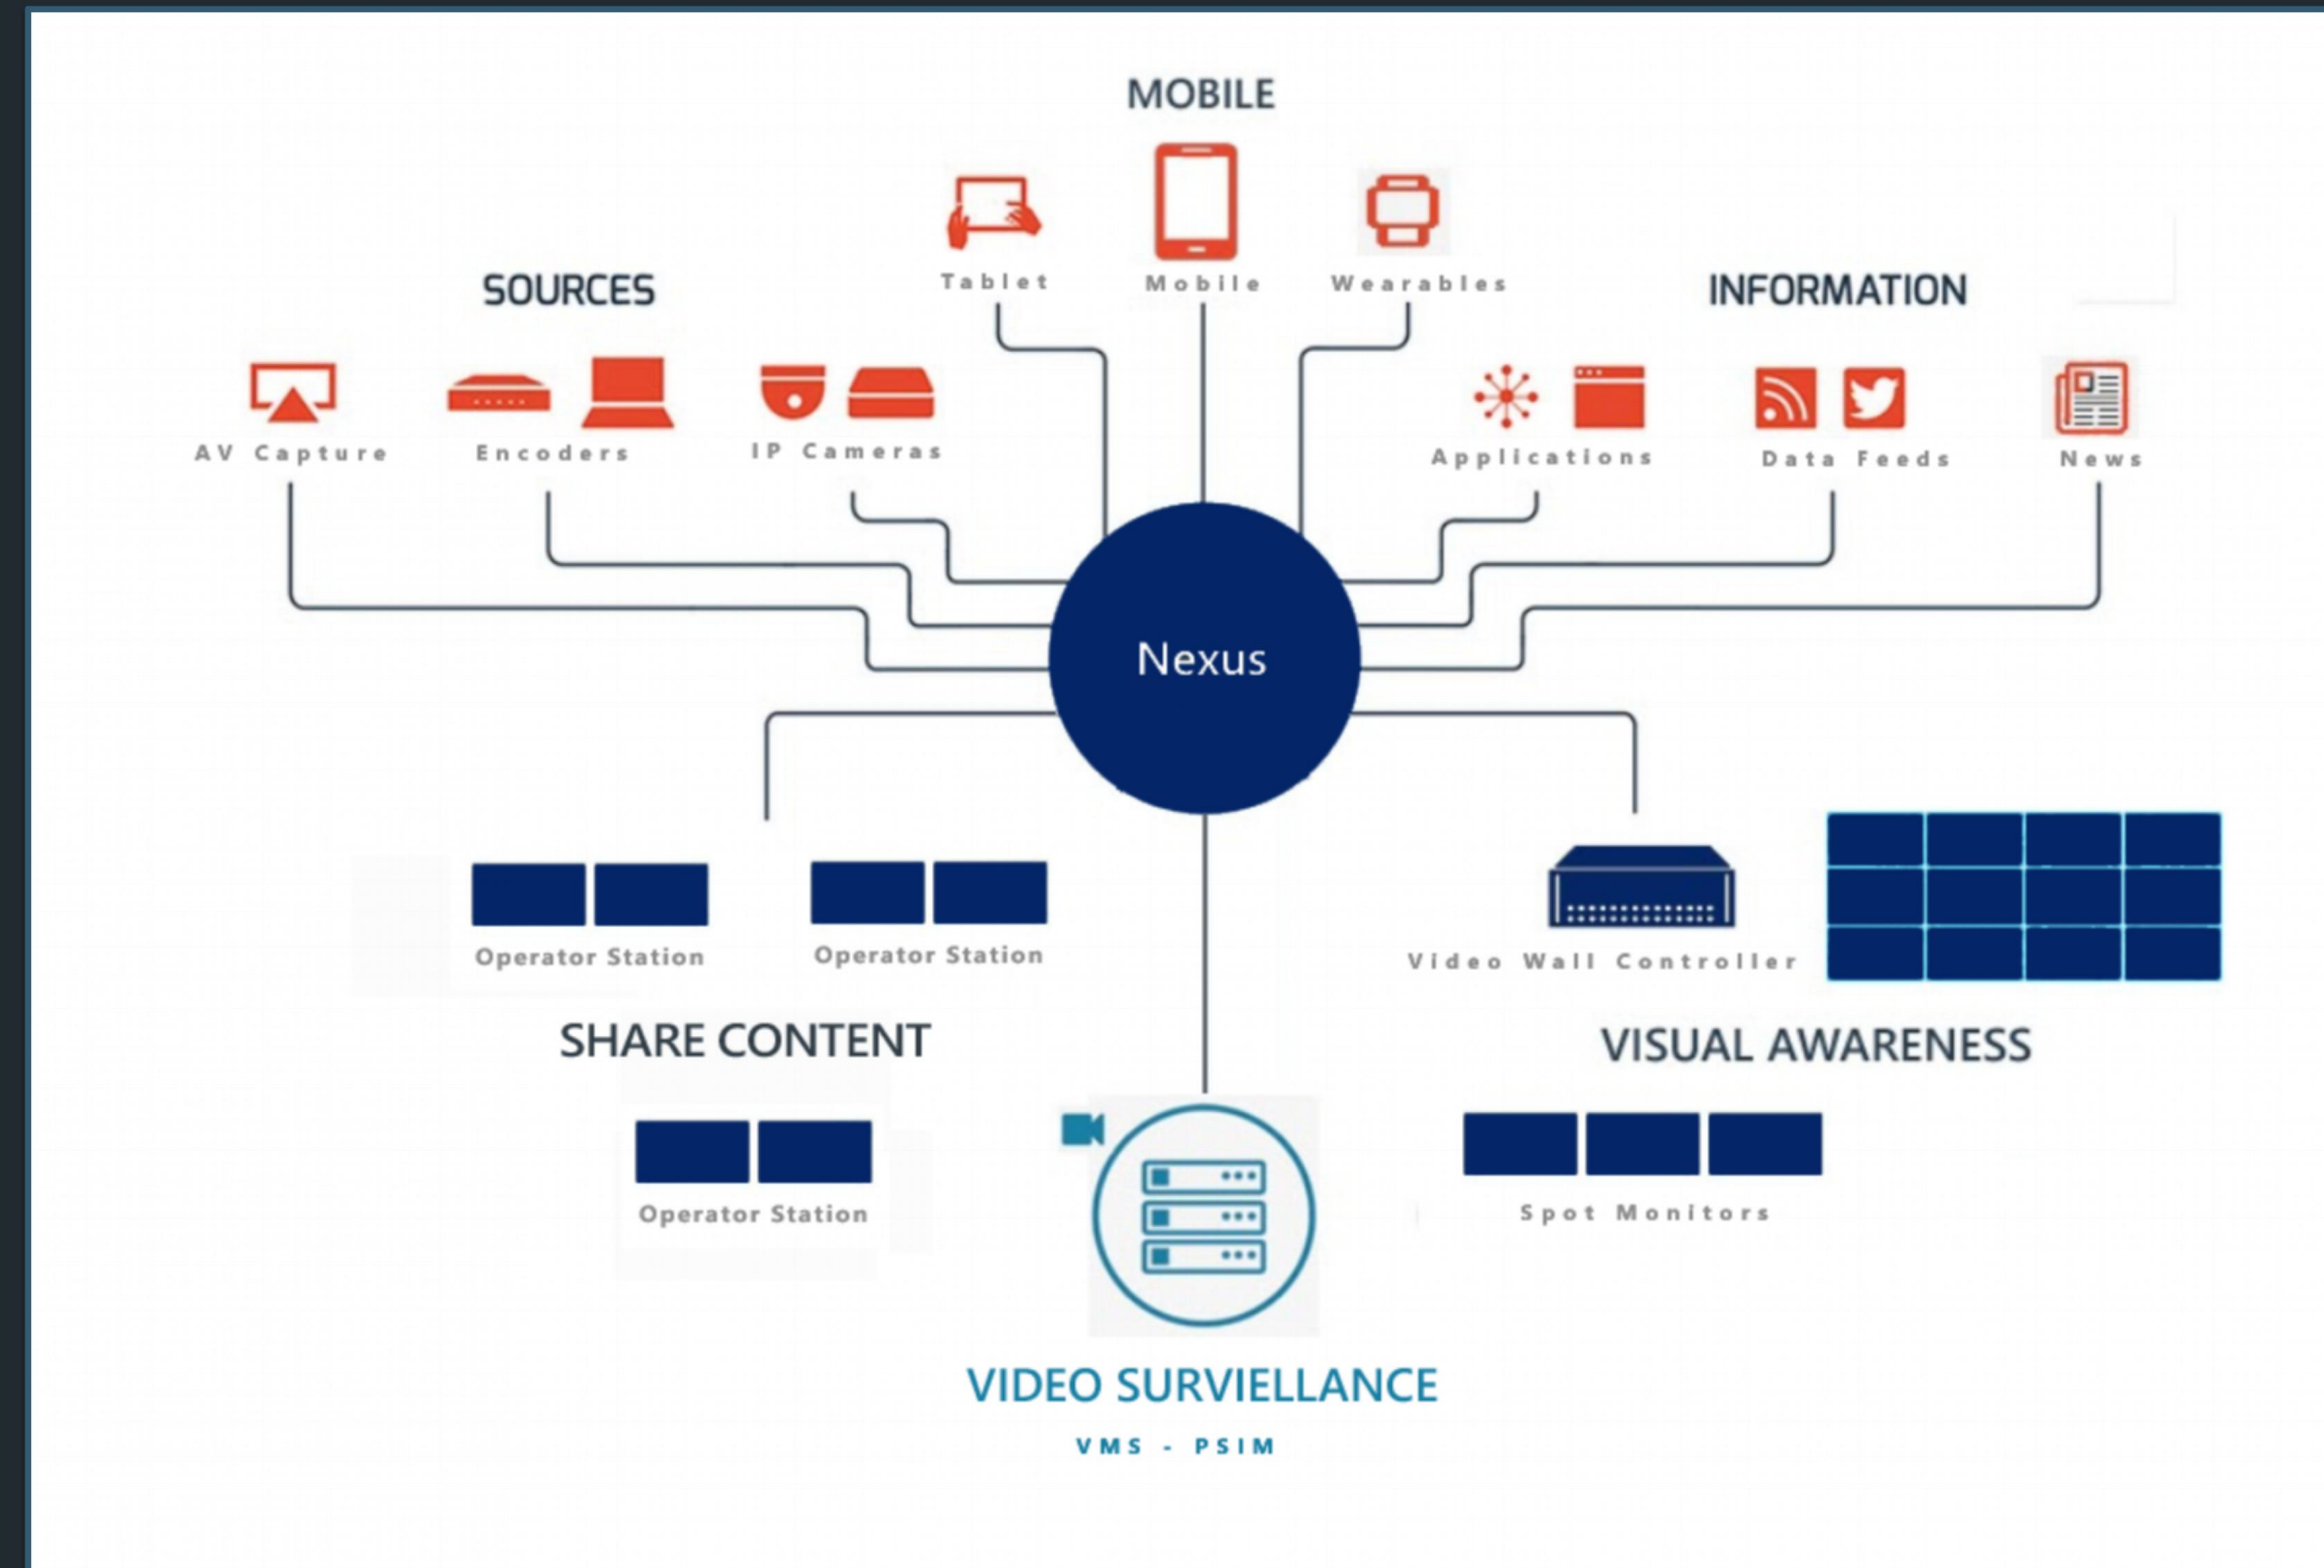 MOBILE
Tablet
Mobile
Wearables
SOURCES
INFORMATION
AV Capture
Encoders
IP Cameras
Applications
Data Feeds
News
Nexus
Operator Station
Operator Station
Video Wall Controller
SHARE CONTENT
VISUAL AWARENESS
Operator Station
Spot Monitors
VIDEO SURVIELLANCE
VMS - PSIM